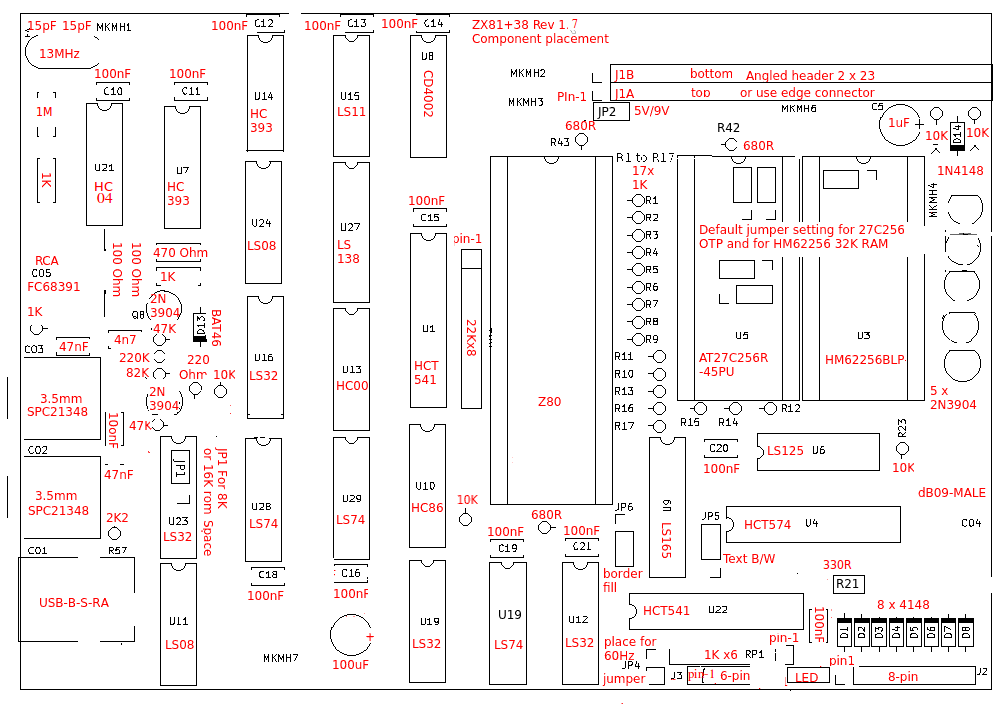 ZX81+38 Rev 1.7
Component placement
15pF 15pF MKMH1
13MHz
100nF C12
100nF C13
100nF C14
100nF
C10
100nF
C11
1M
1K
U21
HC
04
U7
HC
393
U14
HC
393
U15
LS11
U8
CD4002
MKMH2
MKMH3
J1B bottom Angled header 2 x 23
J1A top or use edge connector
PIn-1
JP2 5V/9V
MKMH6
C5
1uF
10K
D14
10K
1N4148
MKMH4
680R
R43
R42
680R
R1 to R17
17x
1K
R1
R2
R3
R4
R5
R6
R7
R8
R9
R11
R10
R13
R16
R17
Default jumper setting for 27C256
OTP and for HM62256 32K RAM
U5
AT27C256R
-45PU
U3
HM62256BLP-
5 x
2N3904
R15
R14
R12
R23
10K
RCA
C05
FC68391
100 Ohm
100 Ohm
470 Ohm
1K
2N
3904
Q8
D13
BAT46
1K
47nF
C03
4n7
47K
220K
82K
220
Ohm
10K
2N
3904
47K
3.5mm
SPC21348
100nF
C02
47nF
3.5mm
SPC21348
2K2
C01
R57
USB-B-S-RA
JP1
JP1 For 8K
or 16K rom Space
U23
LS32
U11
LS08
U24
LS08
U16
LS32
U28
LS74
C18
100nF
MKMH7
U27
LS
138
U13
HC00
U29
LS74
C16
100nF
+
100uF
100nF
C15
U1
HCT
541
pin-1
22Kx8
U10
HC86
U19
LS32
10K
Z80
680R
100nF
C19
U19
LS74
100nF
C21
U12
LS32
JP6
border
fill
U9
LS165
C20
100nF
LS125 U6
JP5
Text B/W
HCT574 U4
dB09-MALE
C04
330R
R21
HCT541 U22
100nF
8 x 4148
D1
D2
D3
D4
D5
D6
D7
D8
place for
60Hz
JP4
jumper
1K x6 RP1
pin-1
J3
pin-1 6-pin
LED
pin1
8-pin
J2